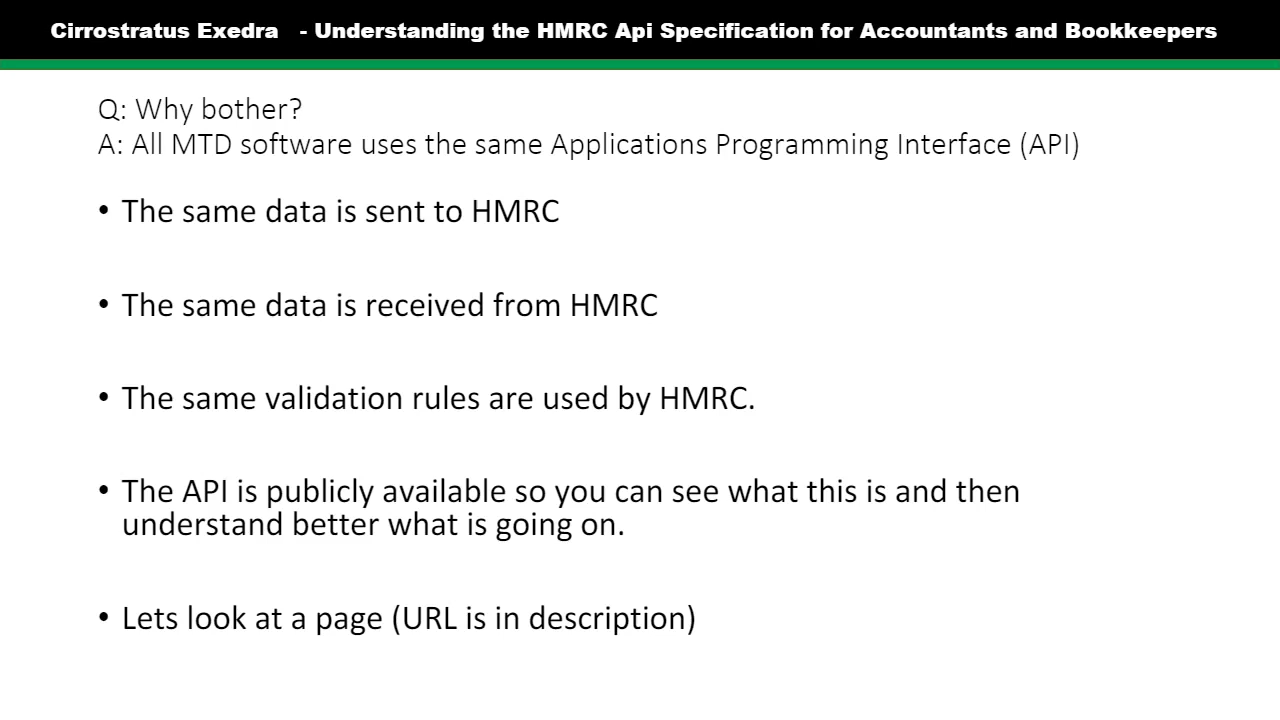 Cirrostratus Exedra - Understanding the HMRC Api Specification for Accountants and Bookkeepers
Q: Why bother?
A: All MTD software uses the same Applications Programming Interface (API)
• The same data is sent to HMRC
• The same data is received from HMRC
• The same validation rules are used by HMRC.
• The API is publicly available so you can see what this is and then
understand better what is going on.
• Lets look at a page (URL is in description)